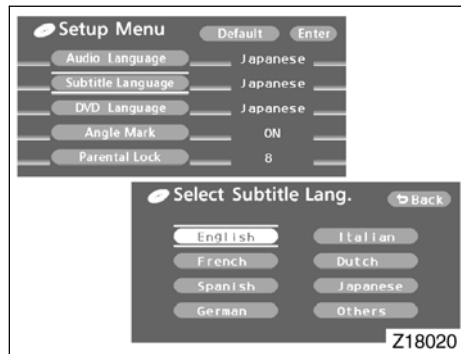 Setup Menu Default Enter
Audio Language Japanese
Subtitle Language Japanese
DVD Language Japanese
Angle Mark ON
Parental Lock 8
Select Subtitle Lang. Back
English Italian
French Dutch
Spanish Japanese
German Others
Z18020